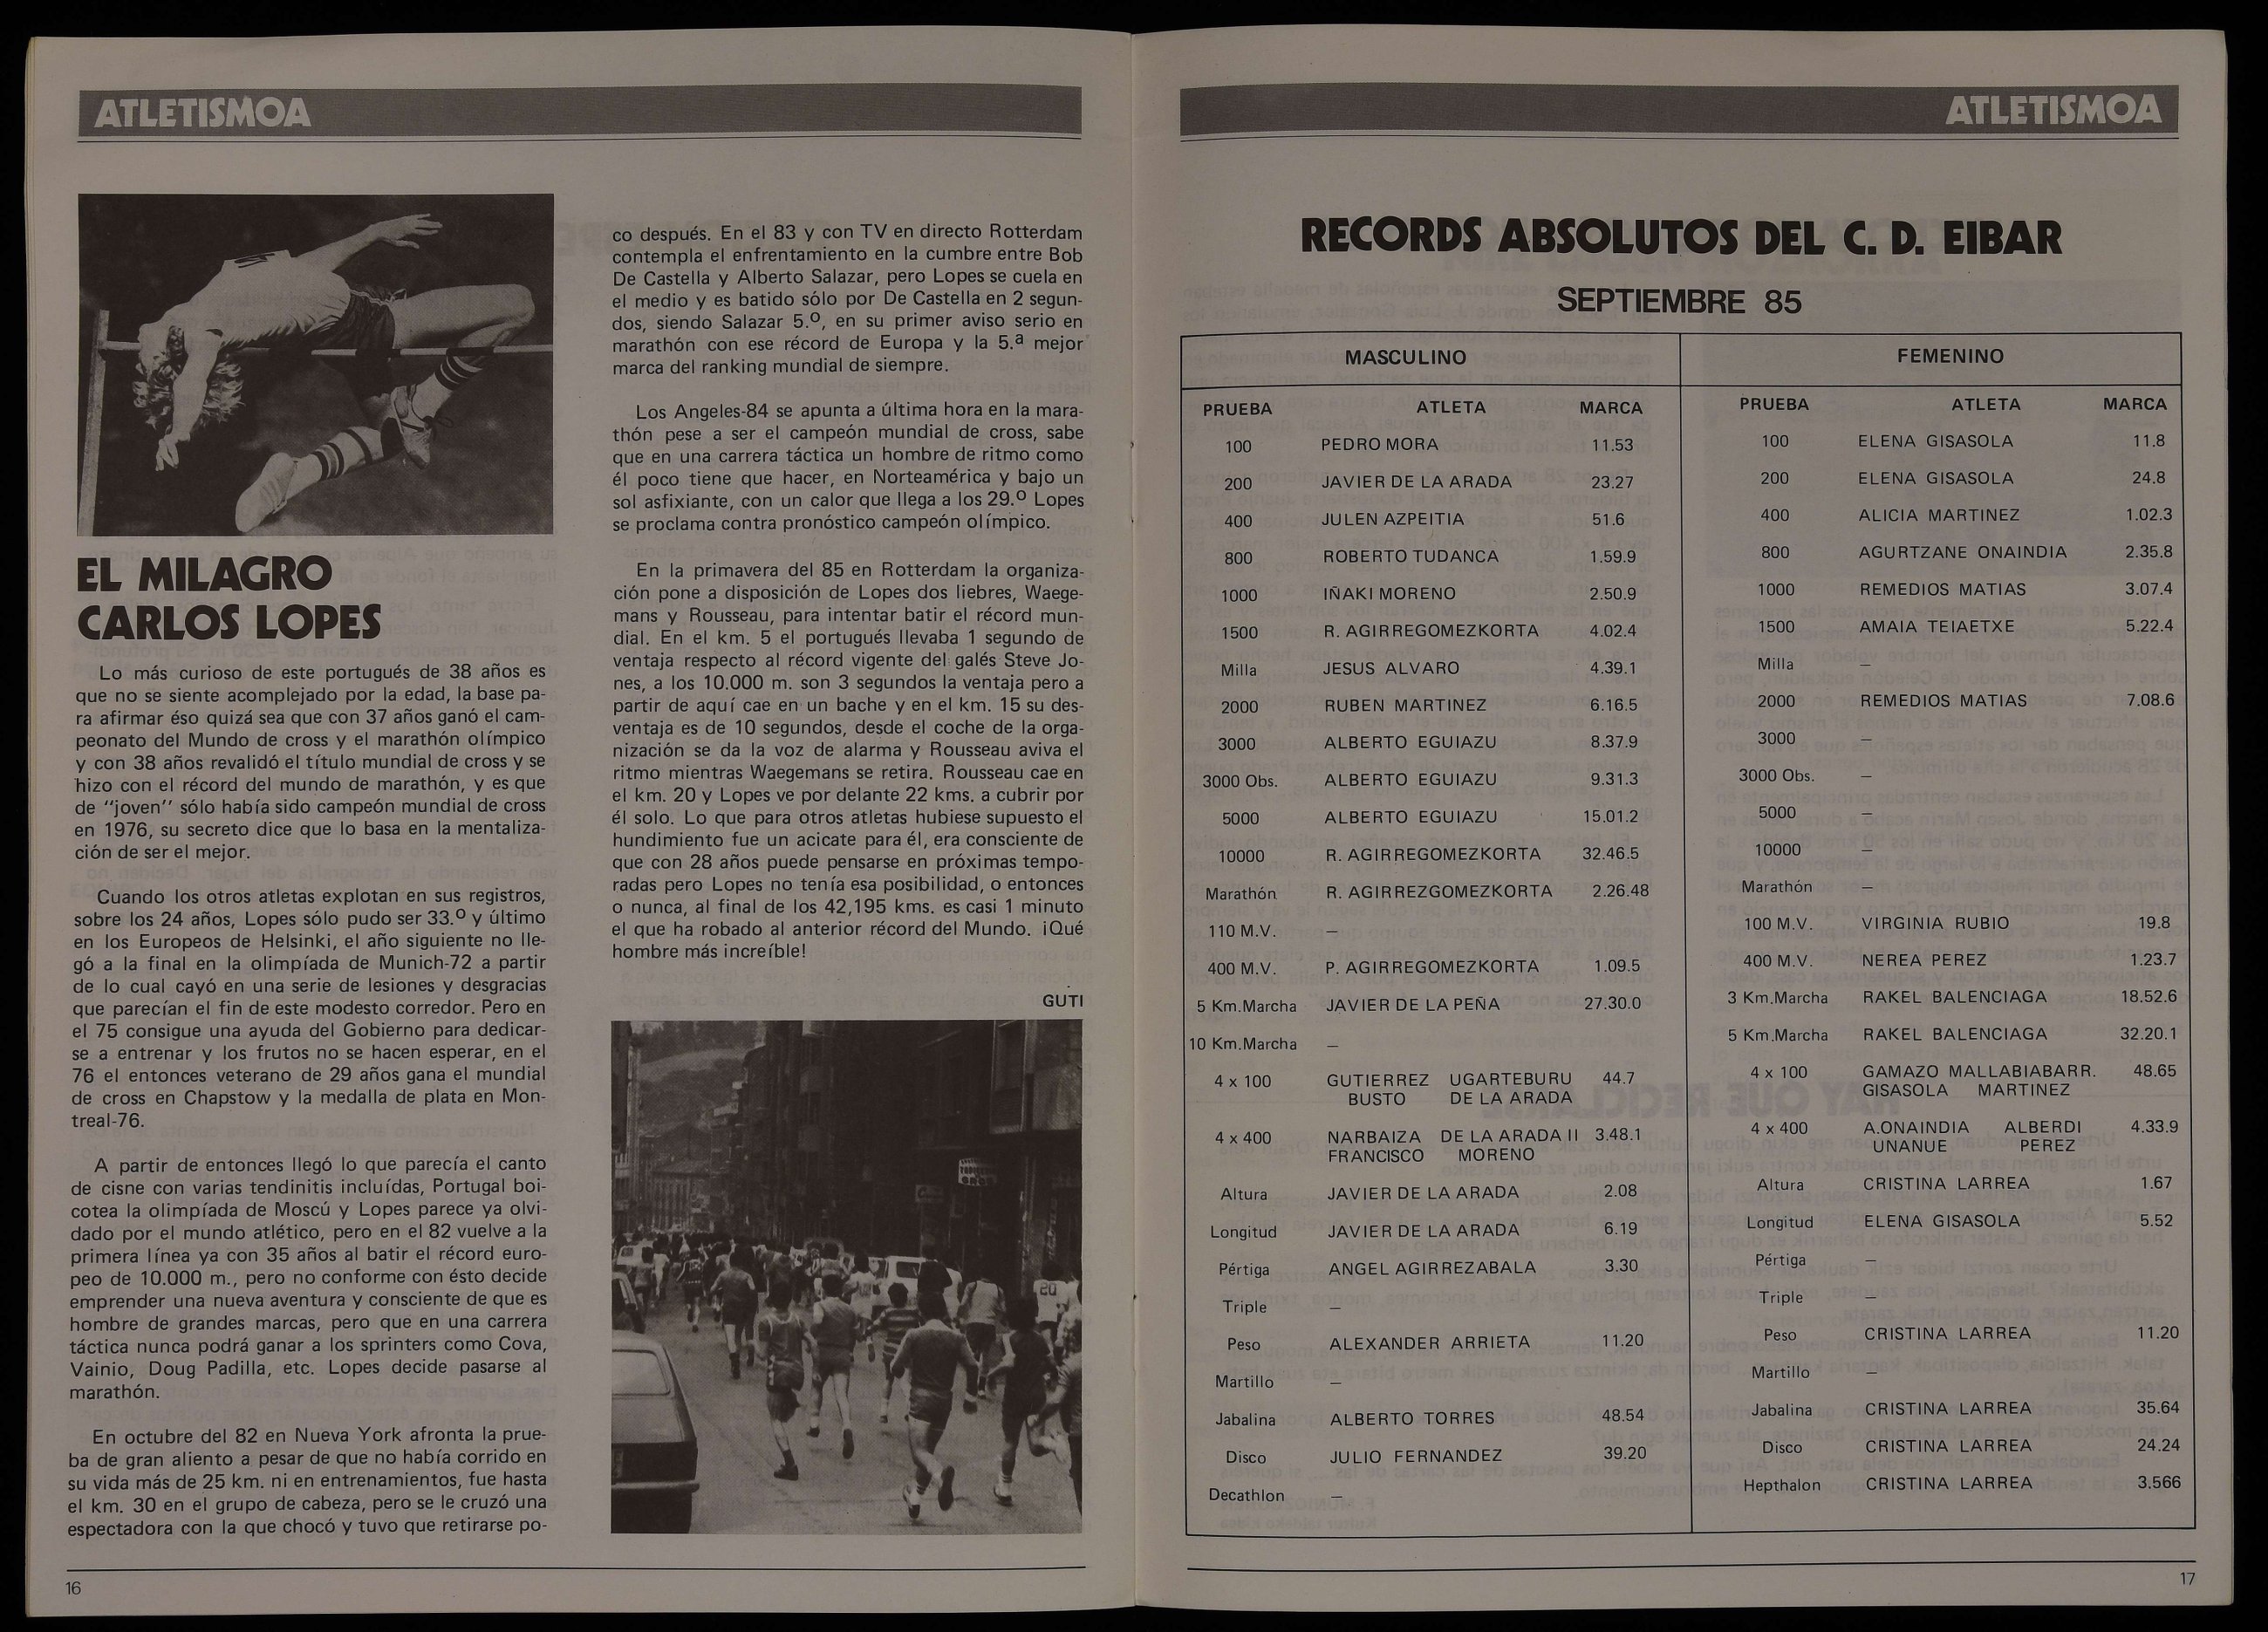 ATLETISMOA
EL MILAGRO
CARLOS LOPES
Lo más curioso de este portugués de 38 años es
que no se siente acomplejado por la edad, la base pa-
ra afirmar éso quizá sea que con 37 años ganó el cam-
peonato del Mundo de cross y el marathón olímpico
y con 38 años revalidó el título mundial de cross y se
hizo con el récord del mundo de marathón, y es que
de "joven" sólo había sido campeón mundial de cross
en 1976, su secreto dice que lo basa en la mentaliza-
ción de ser el mejor.
Cuando los otros atletas explotan en sus registros,
sobre los 24 años, Lopes sólo pudo ser 33.º y último
en los Europeos de Helsinki, el año siguiente no lle-
gó a la final en la olimpíada de Munich-72 a partir
de lo cual cayó en una serie de lesiones y desgracias
que parecían el fin de este modesto corredor. Pero en
el 75 consigue una ayuda del Gobierno para dedicar-
se a entrenar y los frutos no se hacen esperar, en el
76 el entonces veterano de 29 años gana el mundial
de cross en Chapstow y la medalla de plata en Mon-
treal-76.
A partir de entonces llegó lo que parecía el canto
de cisne con varias tendinitis incluídas, Portugal boi-
cotea la olimpíada de Moscú y Lopes parece ya olvi-
dado por el mundo atlético, pero en el 82 vuelve a la
primera línea ya con 35 años al batir el récord euro-
peo de 10.000 m., pero no conforme con ésto decide
emprender una nueva aventura y consciente de que es
hombre de grandes marcas, pero que en una carrera
táctica nunca podrá ganar a los sprinters como Cova,
Vainio, Doug Padilla, etc. Lopes decide pasarse al
marathón.
En octubre del 82 en Nueva York afronta la prue-
ba de gran aliento a pesar de que no había corrido en
su vida más de 25 km. ni en entrenamientos, fue hasta
el km. 30 en el grupo de cabeza, pero se le cruzó una
espectadora con la que chocó y tuvo que retirarse po-
co después. En el 83 y con TV en directo Rotterdam
contempla el enfrentamiento en la cumbre entre Bob
De Castella y Alberto Salazar, pero Lopes se cuela en
el medio y es batido sólo por De Castella en 2 segun-
dos, siendo Salazar 5.º, en su primer aviso serio en
marathón con ese récord de Europa y la 5.ª mejor
marca del ranking mundial de siempre.
Los Angeles-84 se apunta a última hora en la mara-
thón pese a ser el campeón mundial de cross, sabe
que en una carrera táctica un hombre de ritmo como
él poco tiene que hacer, en Norteamérica y bajo un
sol asfixiante, con un calor que llega a los 29.º Lopes
se proclama contra pronóstico campeón olímpico.
En la primavera del 85 en Rotterdam la organiza-
ción pone a disposición de Lopes dos liebres, Waege-
mans y Rousseau, para intentar batir el récord mun-
dial. En el km. 5 el portugués llevaba 1 segundo de
ventaja respecto al récord vigente del galés Steve Jo-
nes, a los 10.000 m. son 3 segundos la ventaja pero a
partir de aquí cae en un bache y en el km. 15 su des-
ventaja es de 10 segundos, desde el coche de la orga-
nización se da la voz de alarma y Rousseau aviva el
ritmo mientras Waegemans se retira. Rousseau cae en
el km. 20 y Lopes ve por delante 22 kms. a cubrir por
él solo. Lo que para otros atletas hubiese supuesto el
hundimiento fue un acicate para él, era consciente de
que con 28 años puede pensarse en próximas tempo-
radas pero Lopes no tenía esa posibilidad, o entonces
o nunca, al final de los 42,195 kms. es casi 1 minuto
el que ha robado al anterior récord del Mundo. ¡Qué
hombre más increíble!
GUTI
16
ATLETISMOA
RECORDS ABSOLUTOS DEL C. D. EIBAR
SEPTIEMBRE 85
MASCULINO
PRUEBA ATLETA MARCA
100 PEDRO MORA 11.53
200 JAVIER DE LA ARADA 23.27
400 JULEN AZPEITIA 51.6
800 ROBERTO TUDANCA 1.59.9
1000 IÑAKI MORENO 2.50.9
1500 R. AGIRREGOMEZKORTA 4.02.4
Milla JESUS ALVARO 4.39.1
2000 RUBEN MARTINEZ 6.16.5
3000 ALBERTO EGUIAZU 8.37.9
3000 Obs. ALBERTO EGUIAZU 9.31.3
5000 ALBERTO EGUIAZU 15.01.2
10000 R. AGIRREGOMEZKORTA 32.46.5
Marathón R. AGIRREZGOMEZKORTA 2.26.48
110 M.V. —
400 M.V. P. AGIRREGOMEZKORTA 1.09.5
5 Km.Marcha JAVIER DE LA PEÑA 27.30.0
10 Km.Marcha —
4 x 100 GUTIERREZ UGARTEBURU 44.7
BUSTO DE LA ARADA
4 x 400 NARBAIZA DE LA ARADA II 3.48.1
FRANCISCO MORENO
Altura JAVIER DE LA ARADA 2.08
Longitud JAVIER DE LA ARADA 6.19
Pértiga ANGEL AGIRREZABALA 3.30
Triple —
Peso ALEXANDER ARRIETA 11.20
Martillo —
Jabalina ALBERTO TORRES 48.54
Disco JULIO FERNANDEZ 39.20
Decathlon —
FEMENINO
PRUEBA ATLETA MARCA
100 ELENA GISASOLA 11.8
200 ELENA GISASOLA 24.8
400 ALICIA MARTINEZ 1.02.3
800 AGURTZANE ONAINDIA 2.35.8
1000 REMEDIOS MATIAS 3.07.4
1500 AMAIA TEIAETXE 5.22.4
Milla —
2000 REMEDIOS MATIAS 7.08.6
3000 —
3000 Obs. —
5000 —
10000 —
Marathón —
100 M.V. VIRGINIA RUBIO 19.8
400 M.V. NEREA PEREZ 1.23.7
3 Km.Marcha RAKEL BALENCIAGA 18.52.6
5 Km.Marcha RAKEL BALENCIAGA 32.20.1
4 x 100 GAMAZO MALLABIABARR. 48.65
GISASOLA MARTINEZ
4 x 400 A.ONAINDIA ALBERDI 4.33.9
UNANUE PEREZ
Altura CRISTINA LARREA 1.67
Longitud ELENA GISASOLA 5.52
Pértiga —
Triple —
Peso CRISTINA LARREA 11.20
Martillo —
Jabalina CRISTINA LARREA 35.64
Disco CRISTINA LARREA 24.24
Hepthalon CRISTINA LARREA 3.566
17